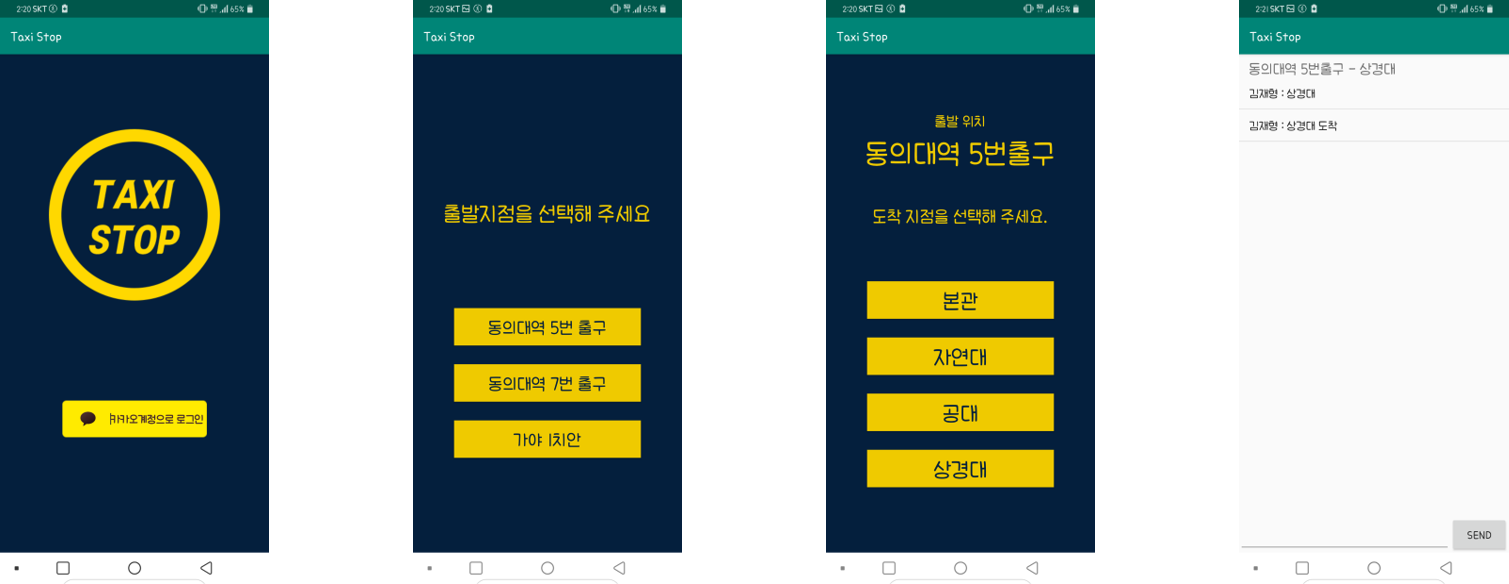 2:20 SKT
65%
Taxi Stop
TAXI
STOP
카카오계정으로 로그인
2:20 SKT
65%
Taxi Stop
출발지점을 선택해 주세요
동의대역 5번 출구
동의대역 7번 출구
가야 1치안
2:20 SKT
65%
Taxi Stop
출발 위치
동의대역 5번출구
도착 지점을 선택해 주세요.
본관
자연대
공대
상경대
2:21 SKT
65%
Taxi Stop
동의대역 5번출구 - 상경대
김재형 : 상경대
김재형 : 상경대 도착
SEND